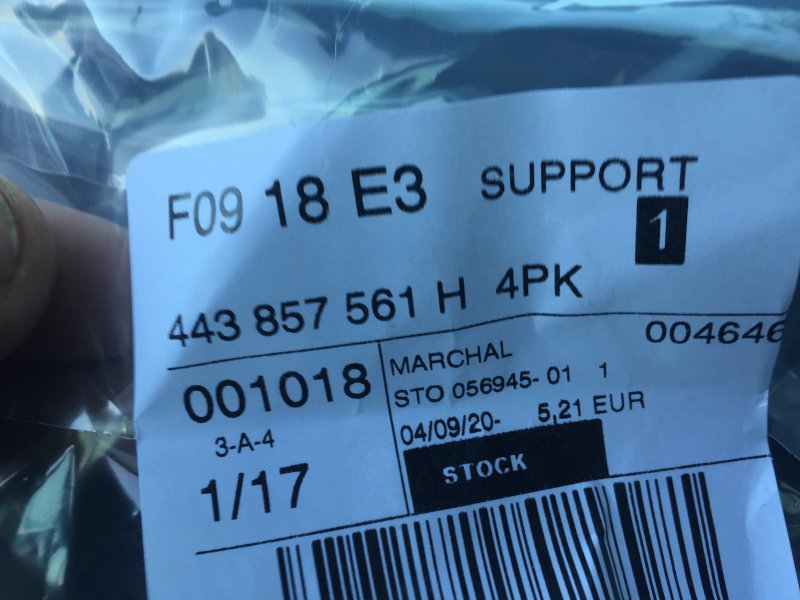 F09 18 E3 SUPPORT
1
443 857 561 H 4PK
004646
001018
MARCHAL
STO 056945- 01 1
3-A-4
04/09/20- 5,21 EUR
1/17
STOCK